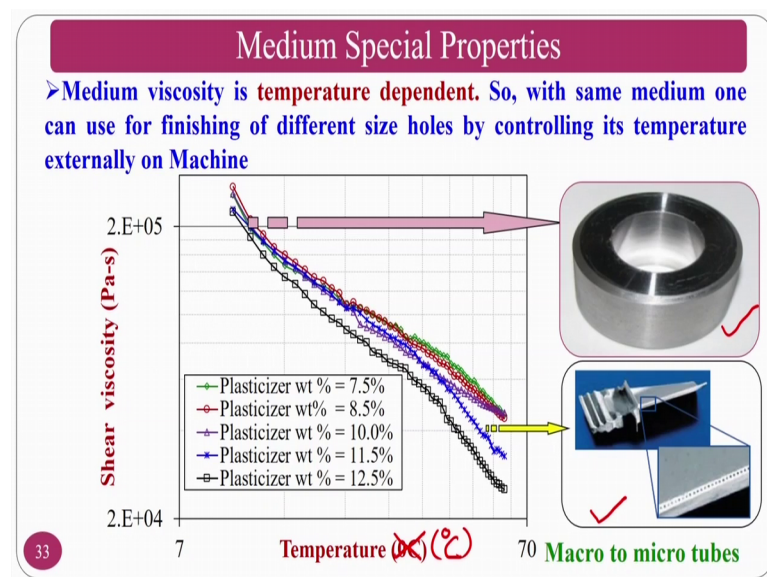 Medium Special Properties
➢Medium viscosity is temperature dependent. So, with same medium one
can use for finishing of different size holes by controlling its temperature
externally on Machine
2.E+05
Shear viscosity (Pa-s)
Plasticizer wt % = 7.5%
Plasticizer wt% = 8.5%
Plasticizer wt % = 10.0%
Plasticizer wt % = 11.5%
Plasticizer wt % = 12.5%
2.E+04
7
Temperature (°C)
70
Macro to micro tubes
33